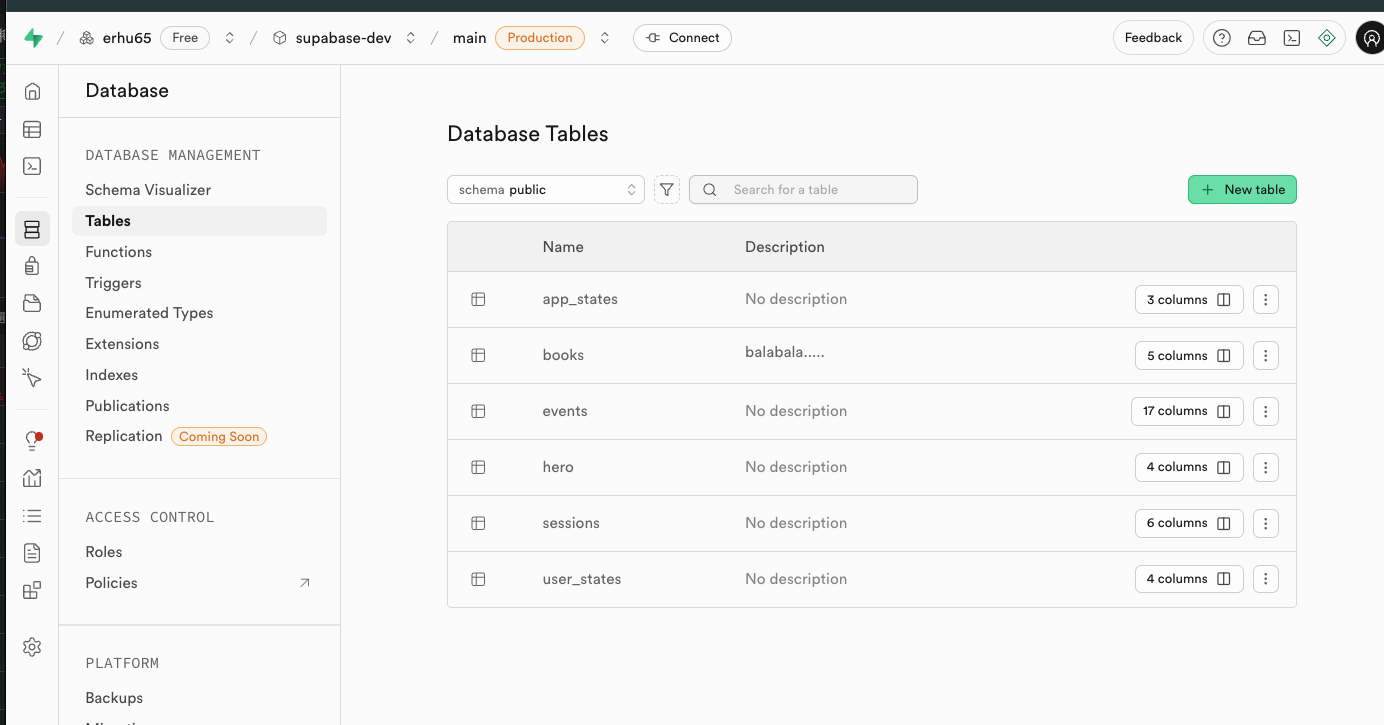 erhu65 Free supabase-dev main Production Connect Feedback
Database
DATABASE MANAGEMENT
Schema Visualizer
Tables
Functions
Triggers
Enumerated Types
Extensions
Indexes
Publications
Replication Coming Soon
ACCESS CONTROL
Roles
Policies
PLATFORM
Backups
Database Tables
schema public Search for a table New table
Name Description
app_states No description 3 columns
books balabala..... 5 columns
events No description 17 columns
hero No description 4 columns
sessions No description 6 columns
user_states No description 4 columns